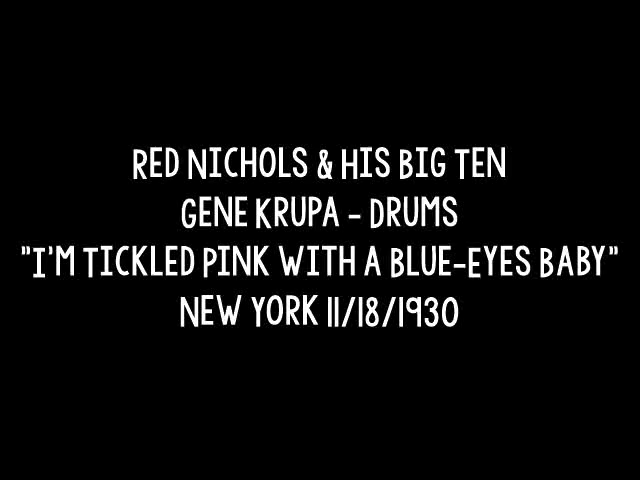 RED NICHOLS & HIS BIG TEN
GENE KRUPA - DRUMS
"I'M TICKLED PINK WITH A BLUE-EYES BABY"
NEW YORK 11/18/1930